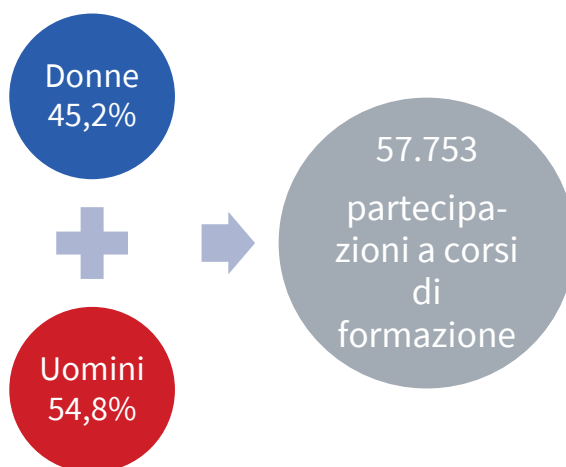 Donne
45,2%
Uomini
54,8%
57.753
partecipa-
zioni a corsi
di
formazione